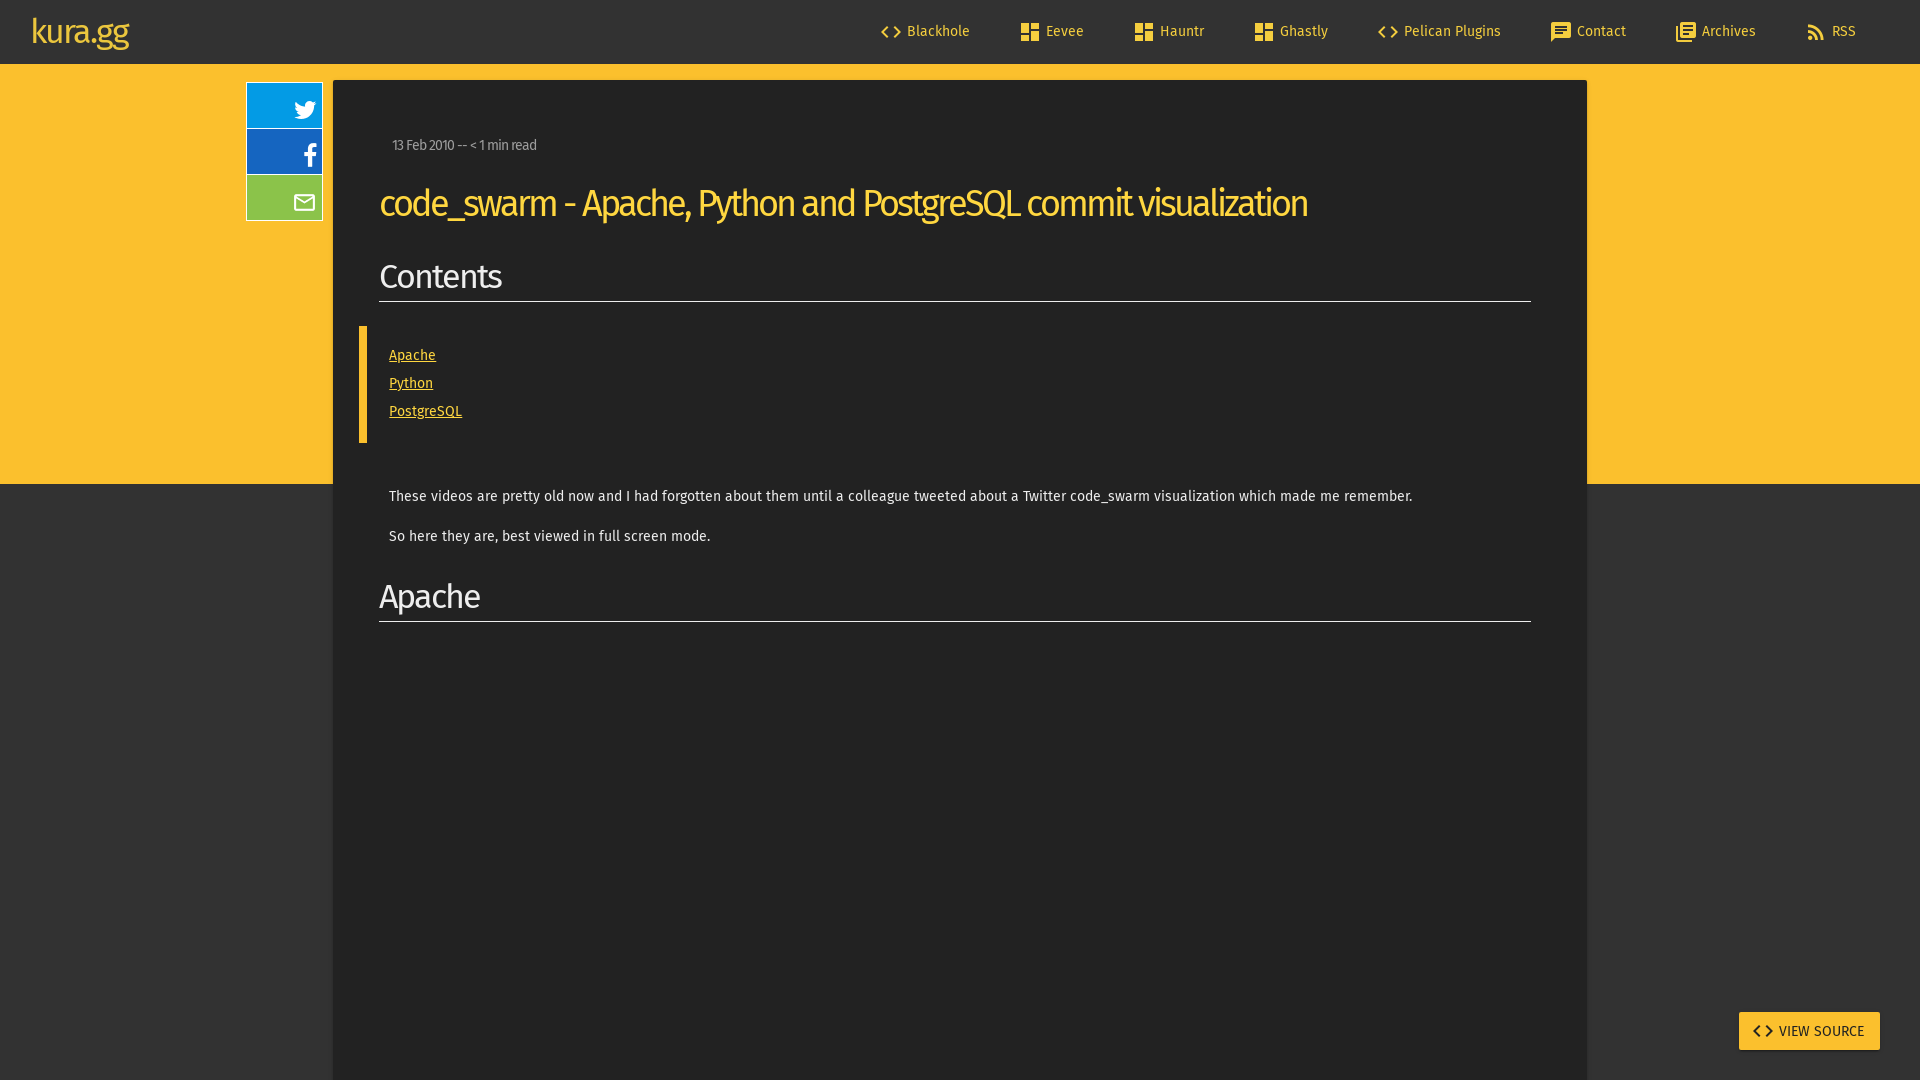 kura.gg
Blackhole
Eevee
Hauntr
Ghastly
Pelican Plugins
Contact
Archives
RSS
13 Feb 2010 -- < 1 min read
code_swarm - Apache, Python and PostgreSQL commit visualization
Contents
Apache
Python
PostgreSQL
These videos are pretty old now and I had forgotten about them until a colleague tweeted about a Twitter code_swarm visualization which made me remember.
So here they are, best viewed in full screen mode.
Apache
VIEW SOURCE